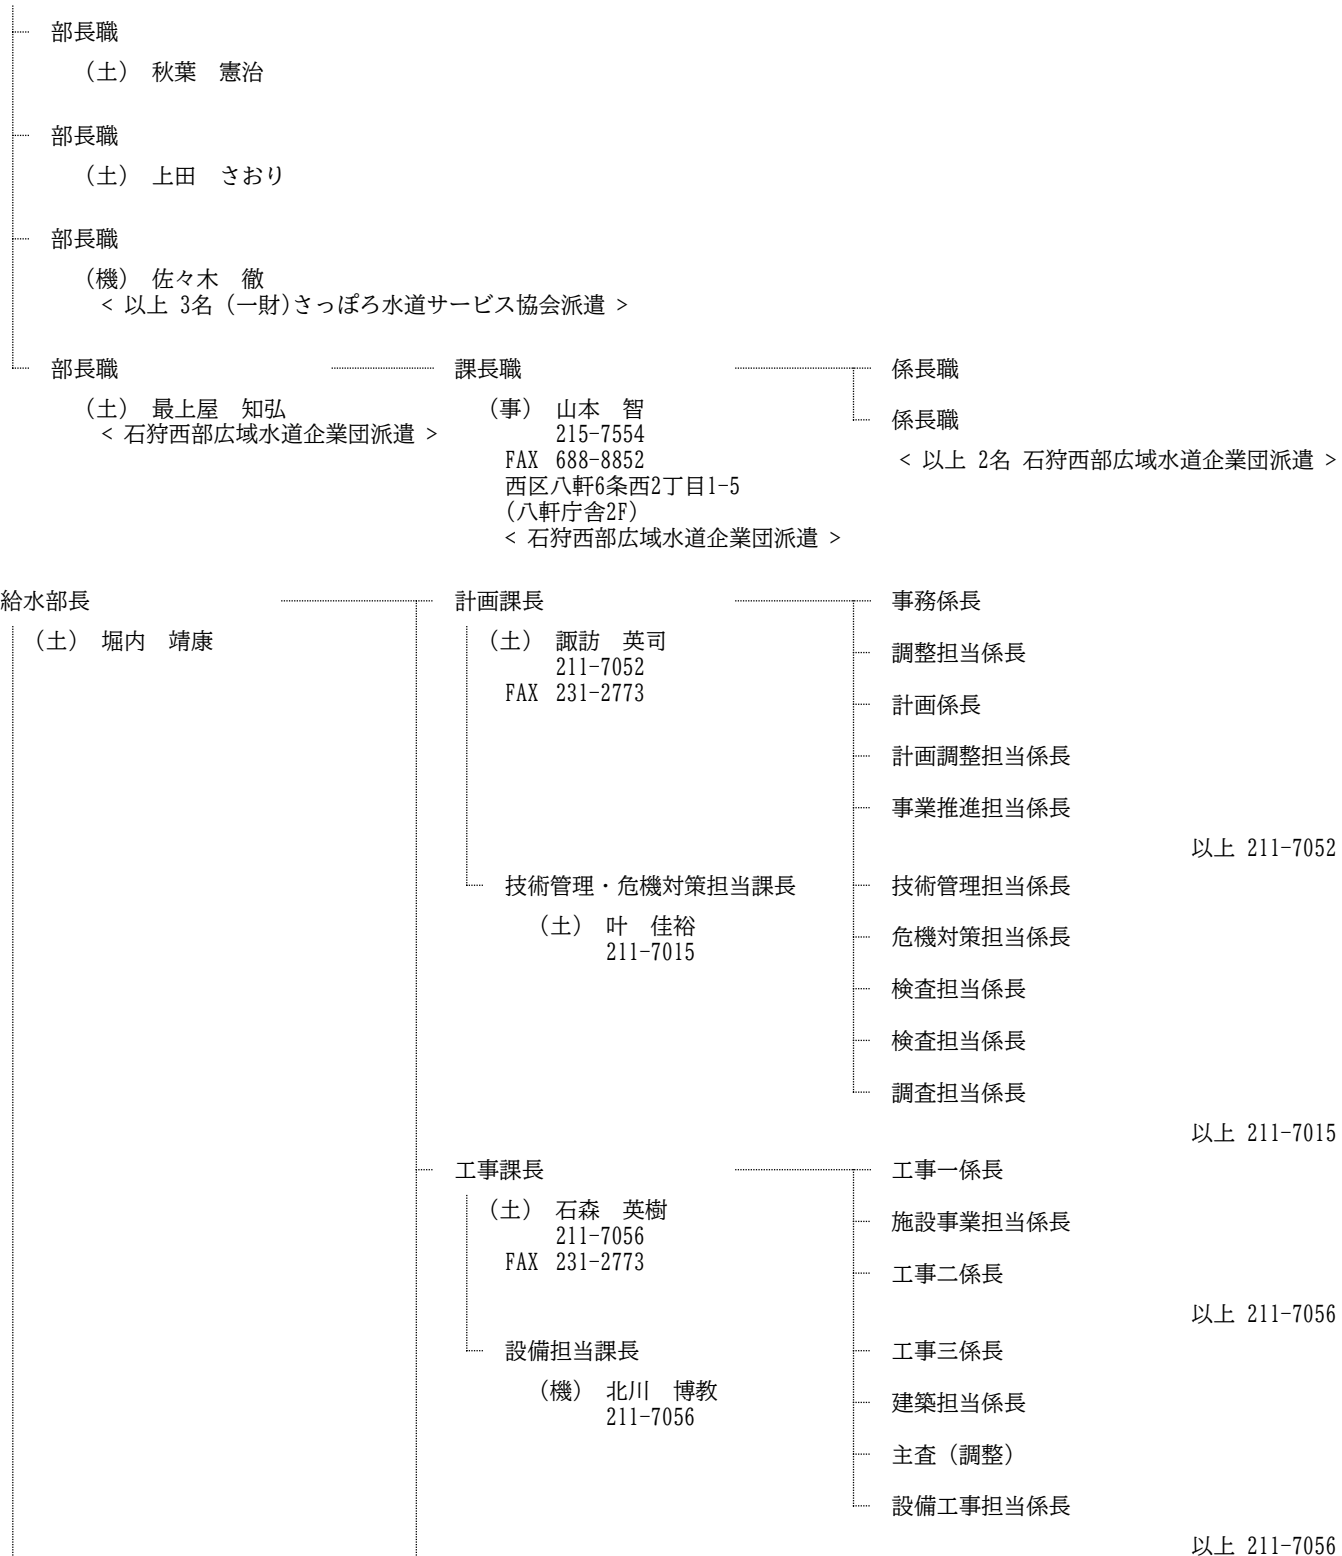 部長職
（土） 秋葉　憲治
部長職
（土） 上田　さおり
部長職
（機） 佐々木　徹
< 以上 3名 (一財)さっぽろ水道サービス協会派遣 >
部長職
（土） 最上屋　知弘
< 石狩西部広域水道企業団派遣 >
課長職
（事） 山本　智
215-7554
FAX 688-8852
西区八軒6条西2丁目1-5
(八軒庁舎2F)
< 石狩西部広域水道企業団派遣 >
係長職
係長職
< 以上 2名 石狩西部広域水道企業団派遣 >
給水部長
（土） 堀内　靖康
計画課長
（土） 諏訪　英司
211-7052
FAX 231-2773
事務係長
調整担当係長
計画係長
計画調整担当係長
事業推進担当係長
以上 211-7052
技術管理・危機対策担当課長
（土） 叶　佳裕
211-7015
技術管理担当係長
危機対策担当係長
検査担当係長
検査担当係長
調査担当係長
以上 211-7015
工事課長
（土） 石森　英樹
211-7056
FAX 231-2773
工事一係長
施設事業担当係長
工事二係長
以上 211-7056
設備担当課長
（機） 北川　博教
211-7056
工事三係長
建築担当係長
主査（調整）
設備工事担当係長
以上 211-7056